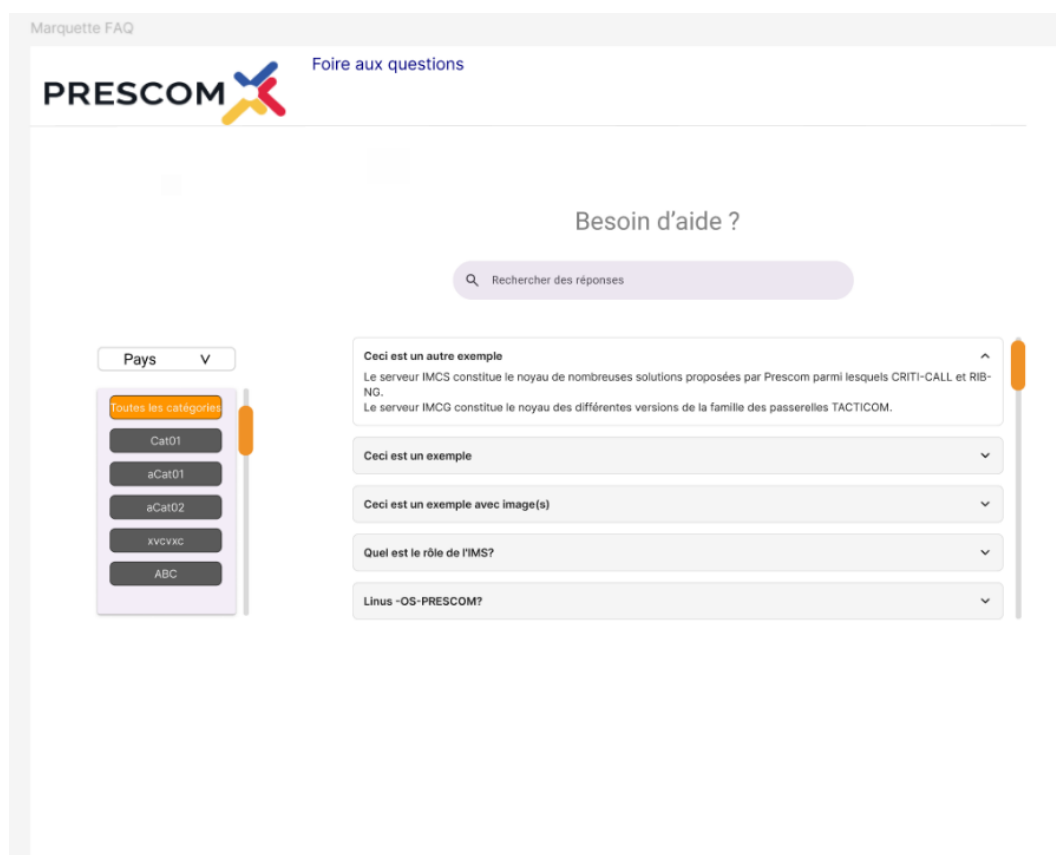 Marquette FAQ
PRESCOM
Foire aux questions
Besoin d'aide ?
Rechercher des réponses
Pays V
Toutes les catégories
Cat01
aCat01
aCat02
xvcvxc
ABC
Ceci est un autre exemple
Le serveur IMCS constitue le noyau de nombreuses solutions proposées par Prescom parmi lesquels CRITI-CALL et RIB-
NG.
Le serveur IMCG constitue le noyau des différentes versions de la famille des passerelles TACTICOM.
Ceci est un exemple
Ceci est un exemple avec image(s)
Quel est le rôle de l'IMS?
Linus -OS-PRESCOM?